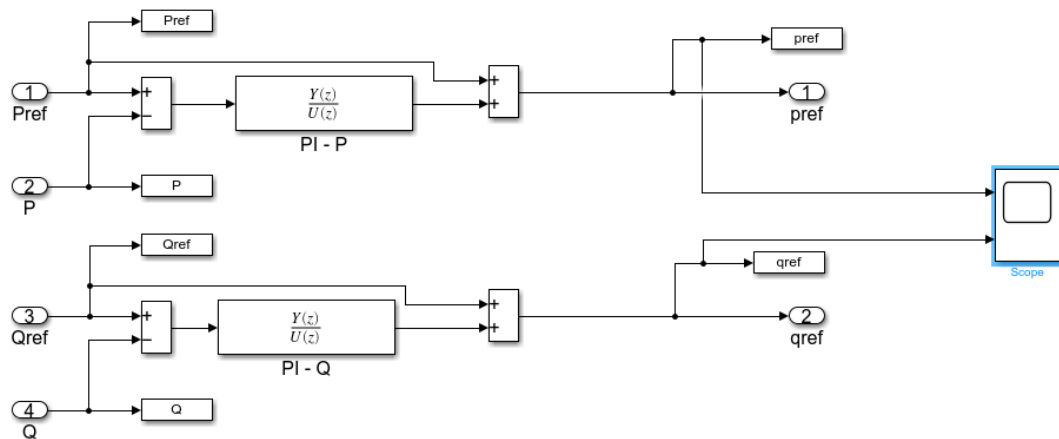 Pref
1
Pref
+
−
Y(z)
U(z)
PI - P
+
+
pref
1
pref
2
P
P
Qref
3
Qref
+
−
Y(z)
U(z)
PI - Q
+
+
qref
2
qref
Scope
4
Q
Q